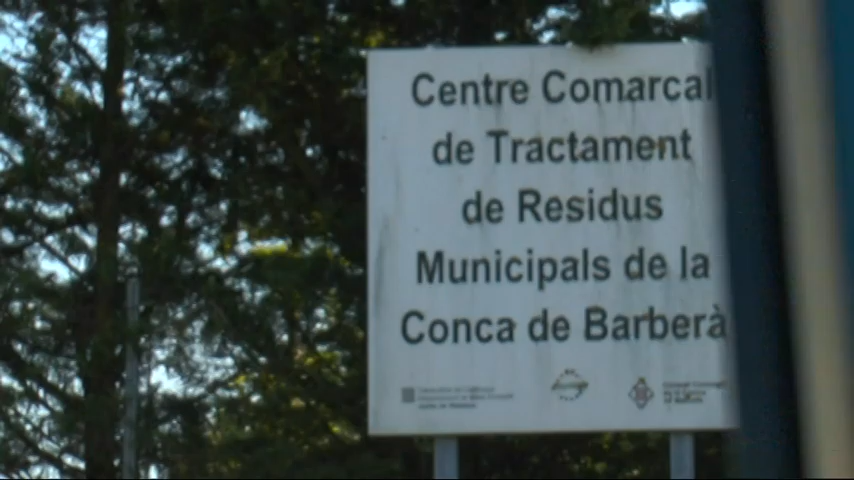 Centre Comarcal
de Tractament
de Residus
Municipals de la
Conca de Barberà